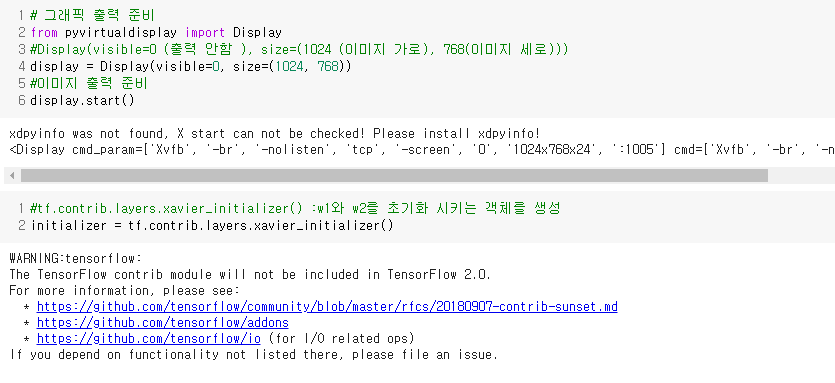 1 # 그래픽 출력 준비
2 from pyvirtualdisplay import Display
3 #Display(visible=0 (출력 안함 ), size=(1024 (이미지 가로), 768(이미지 세로)))
4 display = Display(visible=0, size=(1024, 768))
5 #이미지 출력 준비
6 display.start()
xdpyinfo was not found, X start can not be checked! Please install xdpyinfo!
<Display cmd_param=['Xvfb', '-br', '-nolisten', 'tcp', '-screen', '0', '1024x768x24', ':1005'] cmd=['Xvfb', '-br', '-n
1 #tf.contrib.layers.xavier_initializer() :w1와 w2를 초기화 시키는 객체를 생성
2 initializer = tf.contrib.layers.xavier_initializer()
WARNING:tensorflow:
The TensorFlow contrib module will not be included in TensorFlow 2.0.
For more information, please see:
* https://github.com/tensorflow/community/blob/master/rfcs/20180907-contrib-sunset.md
* https://github.com/tensorflow/addons
* https://github.com/tensorflow/io (for I/O related ops)
If you depend on functionality not listed there, please file an issue.